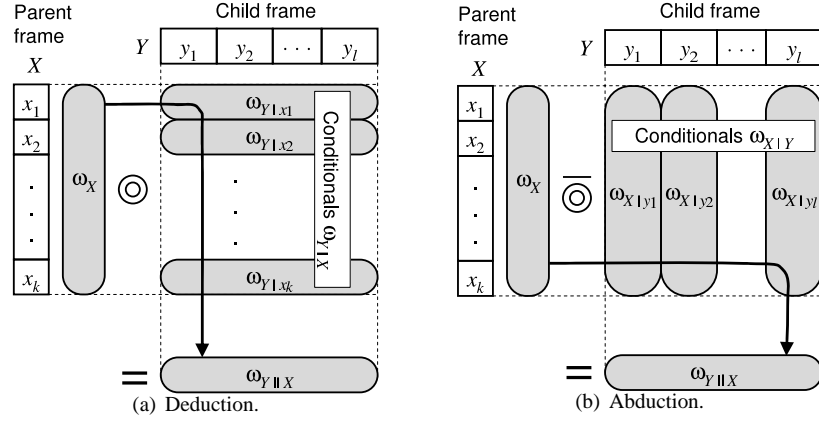 Parent frame
Child frame
X
Y
y1 y2 · · · yl
x1
x2
·
·
·
xk
ωX
⊚
ωY|x1
ωY|x2
·
·
·
ωY|xk
Conditionals ωY|X
=
ωY||X
(a) Deduction.
Parent frame
Child frame
X
Y
y1 y2 · · · yl
x1
x2
·
·
·
xk
ωX
⊚̅
Conditionals ωX|Y
ωX|y1 ωX|y2 ωX|yl
=
ωY||X
(b) Abduction.